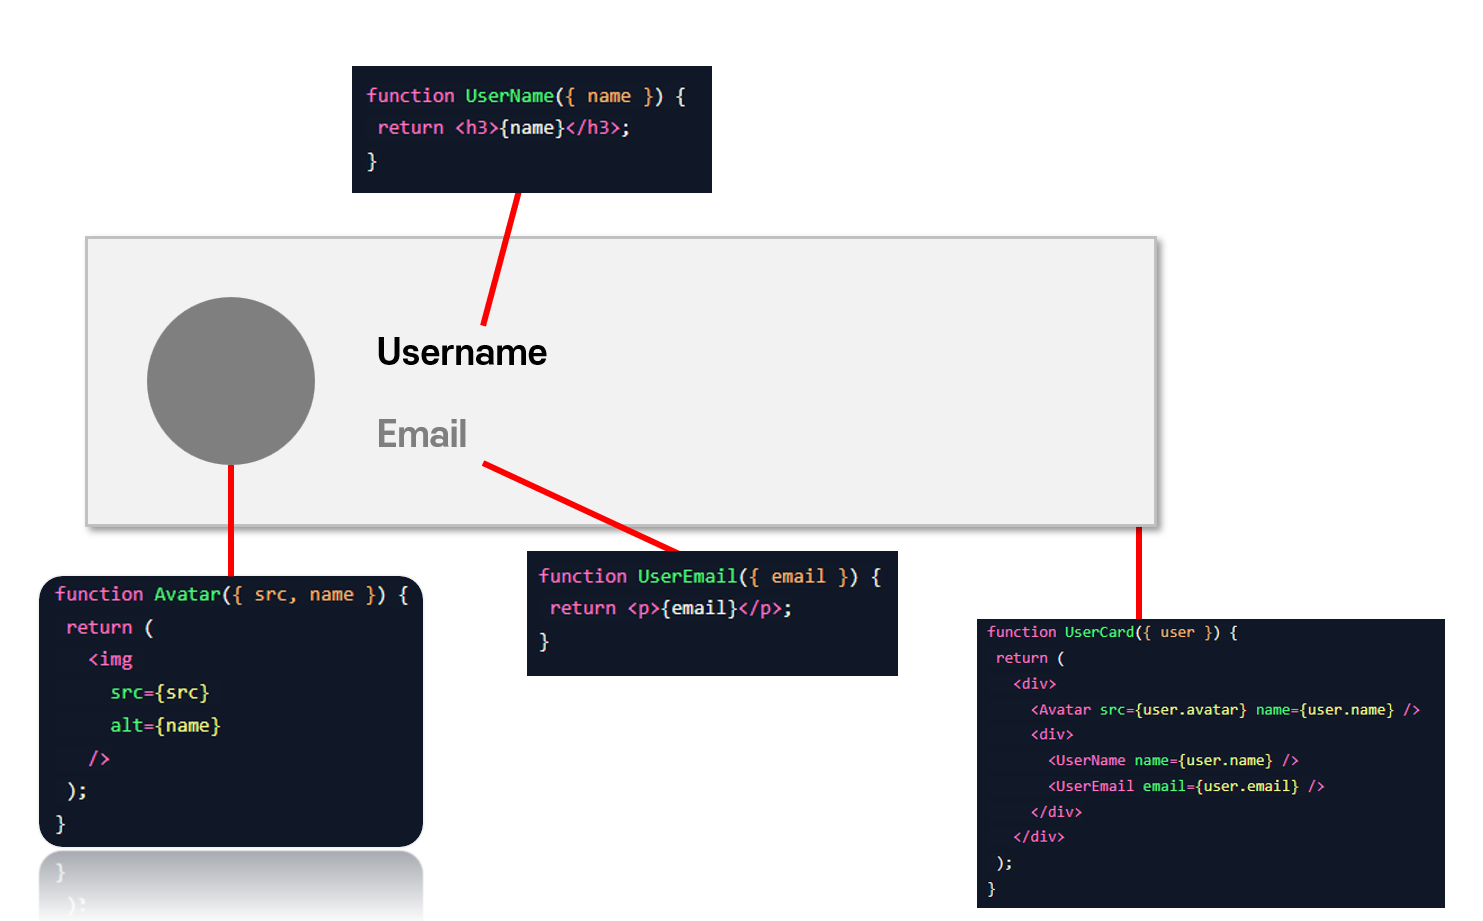 function UserName({ name }) {
return <h3>{name}</h3>;
}
Username
Email
function Avatar({ src, name }) {
return (
<img
src={src}
alt={name}
/>
);
}
}
);
function UserEmail({ email }) {
return <p>{email}</p>;
}
function UserCard({ user }) {
return (
<div>
<Avatar src={user.avatar} name={user.name} />
<div>
<UserName name={user.name} />
<UserEmail email={user.email} />
</div>
</div>
);
}